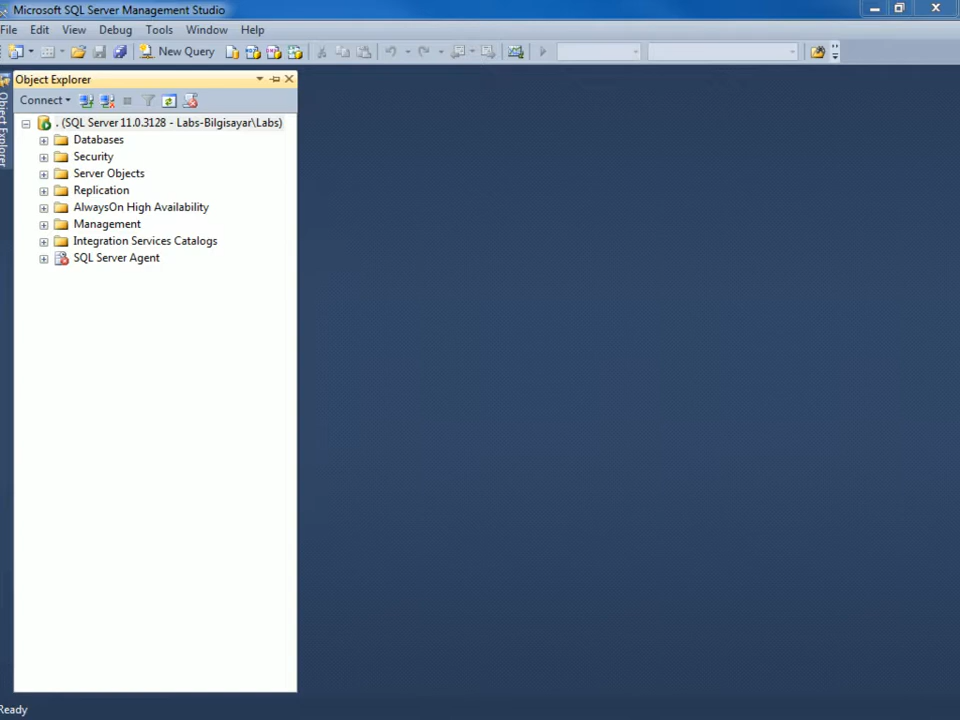 Microsoft SQL Server Management Studio
File Edit View Debug Tools Window Help
New Query
Object Explorer
Object Explorer
Connect
. (SQL Server 11.0.3128 - Labs-Bilgisayar\Labs)
Databases
Security
Server Objects
Replication
AlwaysOn High Availability
Management
Integration Services Catalogs
SQL Server Agent
Ready